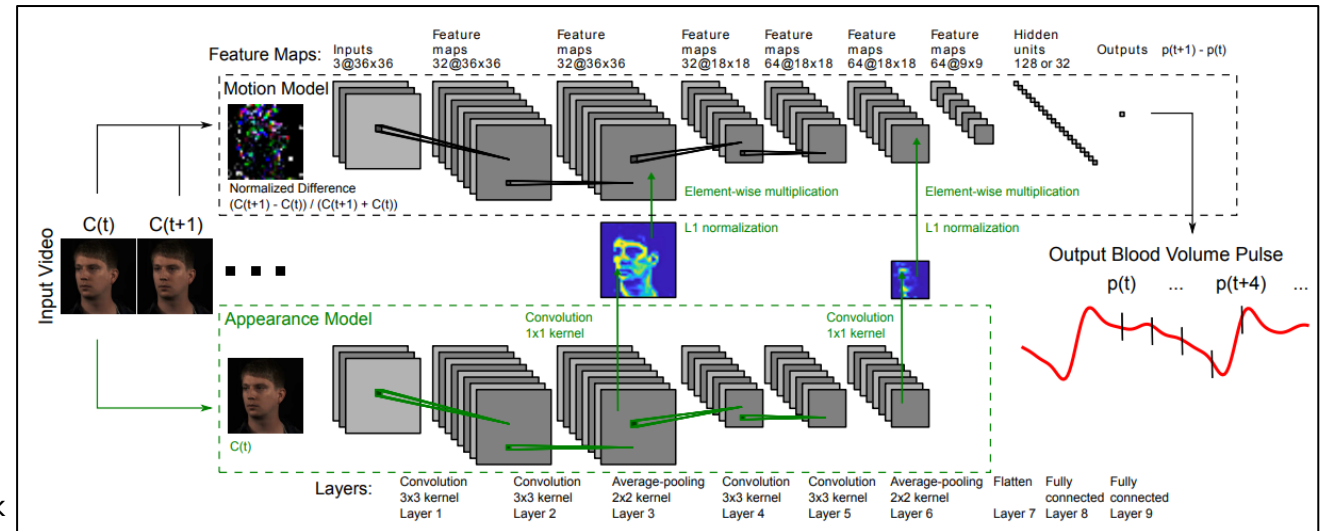 Feature Maps:
Inputs
3@36x36
Feature
maps
32@36x36
Feature
maps
32@36x36
Feature
maps
32@18x18
Feature
maps
64@18x18
Feature
maps
64@18x18
Feature
maps
64@9x9
Hidden
units
128 or 32
Outputs
p(t+1) - p(t)
Motion Model
Normalized Difference
(C(t+1) - C(t)) / (C(t+1) + C(t))
Element-wise multiplication
Element-wise multiplication
L1 normalization
L1 normalization
Input Video
C(t)
C(t+1)
Output Blood Volume Pulse
p(t)
...
p(t+4)
...
Appearance Model
Convolution
1x1 kernel
Convolution
1x1 kernel
C(t)
Layers:
Convolution
3x3 kernel
Layer 1
Convolution
3x3 kernel
Layer 2
Average-pooling
2x2 kernel
Layer 3
Convolution
3x3 kernel
Layer 4
Convolution
3x3 kernel
Layer 5
Average-pooling
2x2 kernel
Layer 6
Flatten
Layer 7
Fully
connected
Layer 8
Fully
connected
Layer 9